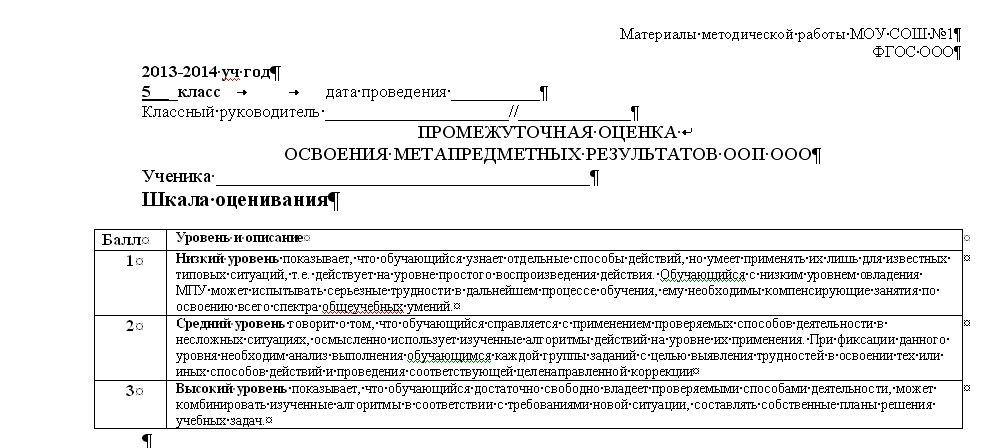 Материалы методической работы МОУ СОШ №1¶
ФГОС ООО¶
2013-2014 уч год¶
5___класс → → дата проведения ___________¶
Классный руководитель _______________________//______________¶
ПРОМЕЖУТОЧНАЯ ОЦЕНКА ↵
ОСВОЕНИЯ МЕТАПРЕДМЕТНЫХ РЕЗУЛЬТАТОВ ООП ООО¶
Ученика ____________________________________________¶
Шкала оценивания¶
Балл¤ Уровень и описание¤
1¤ Низкий уровень показывает, что обучающийся узнает отдельные способы действий, но умеет применять их лишь для известных
типовых ситуаций, т.е. действует на уровне простого воспроизведения действия. Обучающийся с низким уровнем овладения
МПУ может испытывать серьезные трудности в дальнейшем процессе обучения, ему необходимы компенсирующие занятия по
освоению всего спектра общеучебных умений.¤
2¤ Средний уровень говорит о том, что обучающийся справляется с применением проверяемых способов деятельности в
несложных ситуациях, осмысленно использует изученные алгоритмы действий на уровне их применения. При фиксации данного
уровня необходим анализ выполнения обучающимся каждой группы заданий с целью выявления трудностей в освоении тех или
иных способов действий и проведения соответствующей целенаправленной коррекции¤
3¤ Высокий уровень показывает, что обучающийся достаточно свободно владеет проверяемыми способами деятельности, может
комбинировать изученные алгоритмы в соответствии с требованиями новой ситуации, составлять собственные планы решения
учебных задач.¤
¶